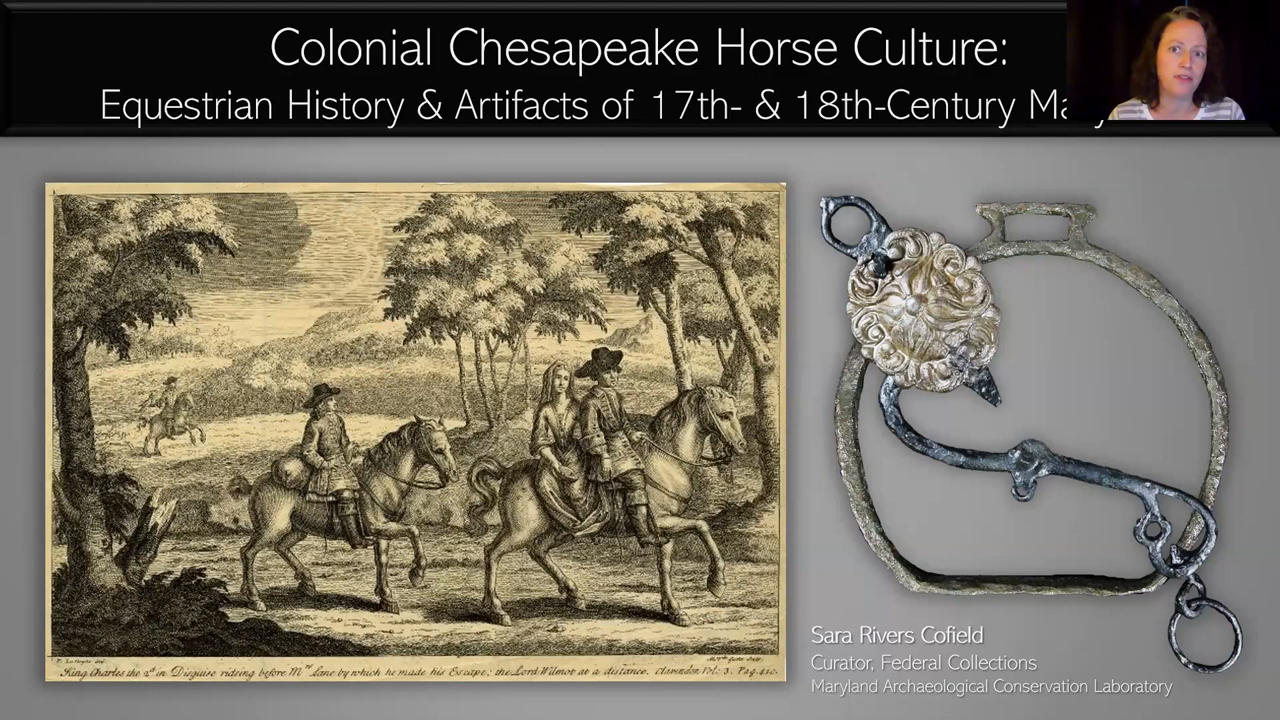 Colonial Chesapeake Horse Culture:
Equestrian History & Artifacts of 17th- & 18th-Century
King Charles the 2d. in Disguise rideing before Mrs Lane by which he made his Escape; the Lord Wilmot at a distance. Clarendon Vol: 3. Pag. 410.
Sara Rivers Cofield
Curator, Federal Collections
Maryland Archaeological Conservation Laboratory